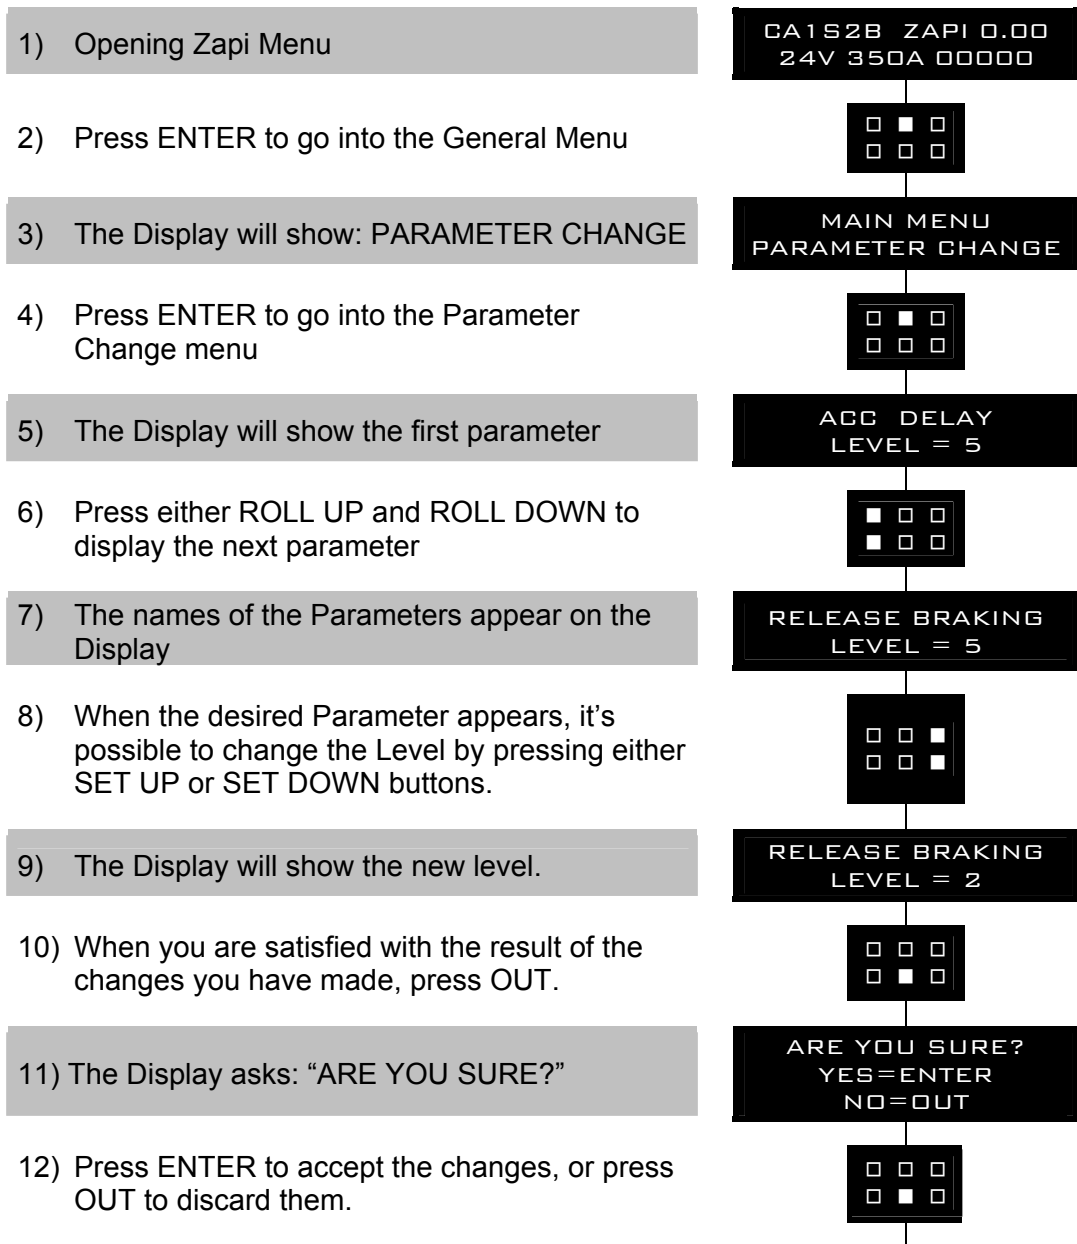 1) Opening Zapi Menu
CA1S2B ZAPI 0.00
24V 350A 00000
2) Press ENTER to go into the General Menu
3) The Display will show: PARAMETER CHANGE
MAIN MENU
PARAMETER CHANGE
4) Press ENTER to go into the Parameter
Change menu
5) The Display will show the first parameter
ACC DELAY
LEVEL = 5
6) Press either ROLL UP and ROLL DOWN to
display the next parameter
7) The names of the Parameters appear on the
Display
RELEASE BRAKING
LEVEL = 5
8) When the desired Parameter appears, it's
possible to change the Level by pressing either
SET UP or SET DOWN buttons.
9) The Display will show the new level.
RELEASE BRAKING
LEVEL = 2
10) When you are satisfied with the result of the
changes you have made, press OUT.
11) The Display asks: “ARE YOU SURE?”
ARE YOU SURE?
YES=ENTER
NO=OUT
12) Press ENTER to accept the changes, or press
OUT to discard them.